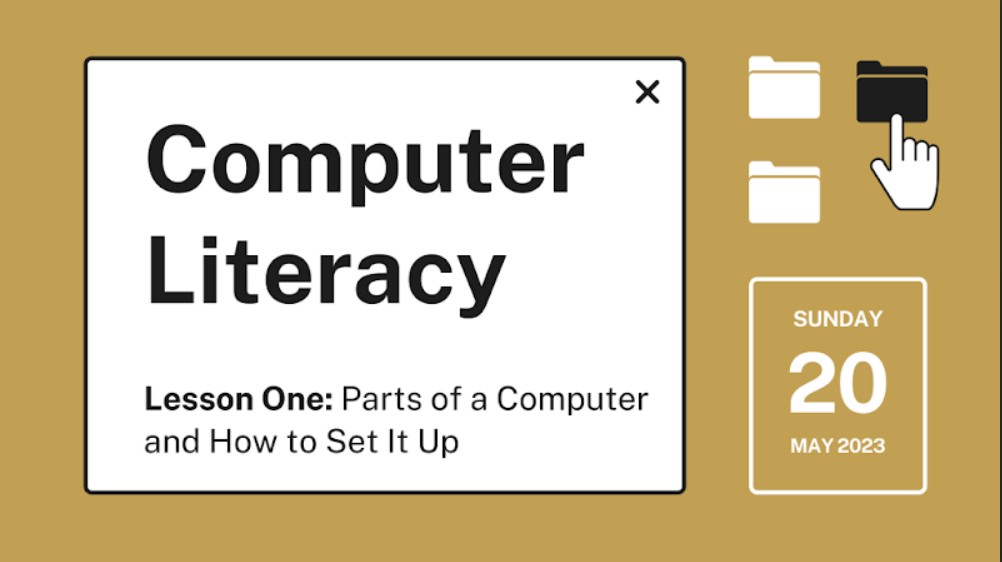 Computer
Literacy
Lesson One: Parts of a Computer
and How to Set It Up
SUNDAY
20
MAY 2023